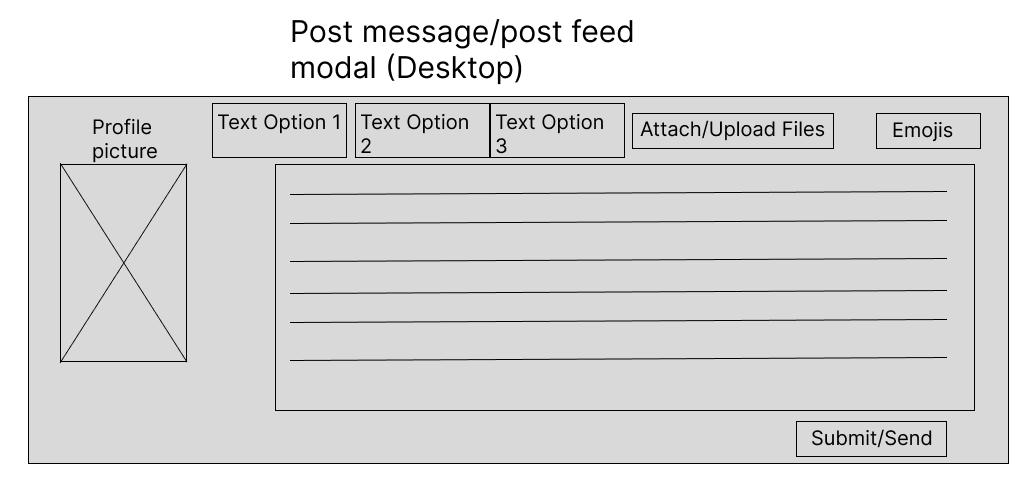 Post message/post feed
modal (Desktop)
Profile
picture
Text Option 1
Text Option
2
Text Option
3
Attach/Upload Files
Emojis
Submit/Send